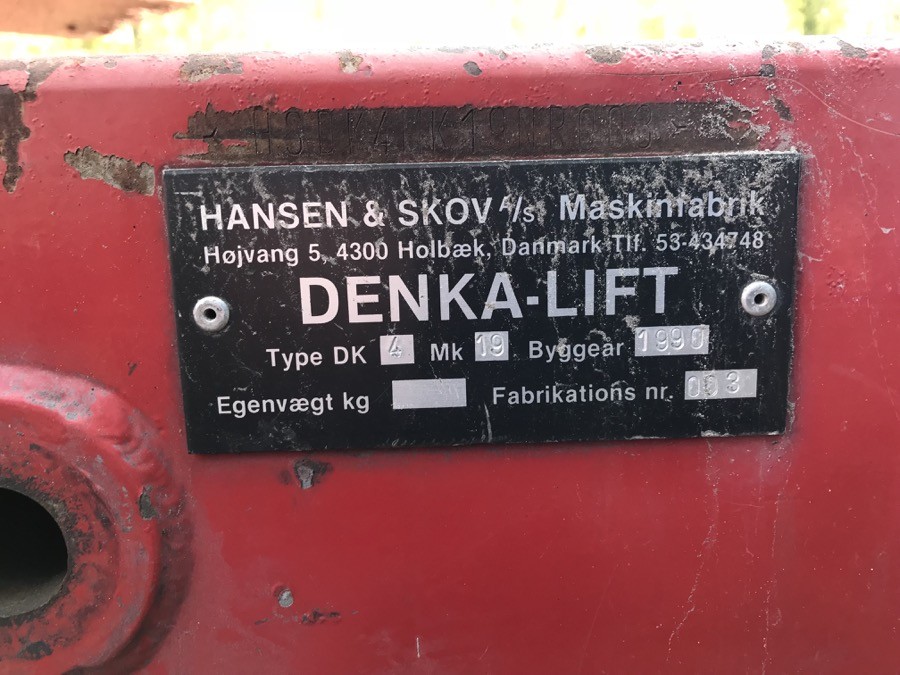 HANSEN & SKOV A/S Maskinfabrik
Højvang 5, 4300 Holbæk, Danmark Tlf. 53-434748
DENKA-LIFT
Type DK 4 Mk 19 Byggear 1990
Egenvægt kg Fabrikations nr. 003